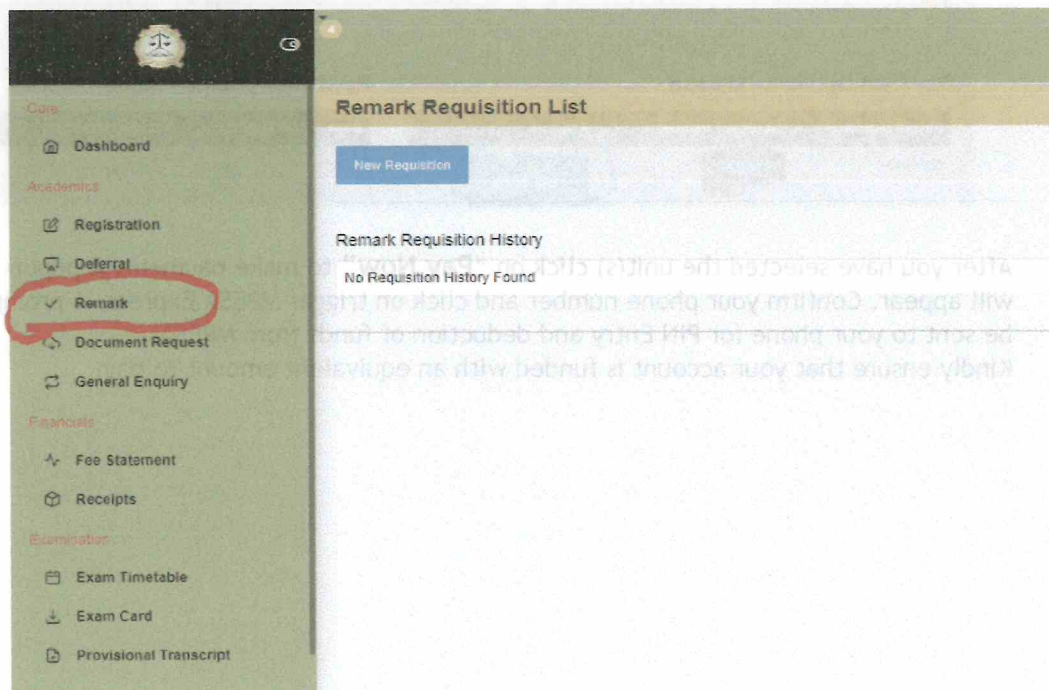 4
Core
Dashboard
Academics
Registration
Deferral
Remark
Document Request
General Enquiry
Financials
Fee Statement
Receipts
Examination
Exam Timetable
Exam Card
Provisional Transcript
Remark Requisition List
New Requisition
Remark Requisition History
No Requisition History Found
After you have selected the unit(s) click on "Pay Now" to make
will appear. Confirm your phone number and click on trigger
be sent to your phone for PIN Entry and deduction of funds from
Kindly ensure that your account is funded with an equivalent amount